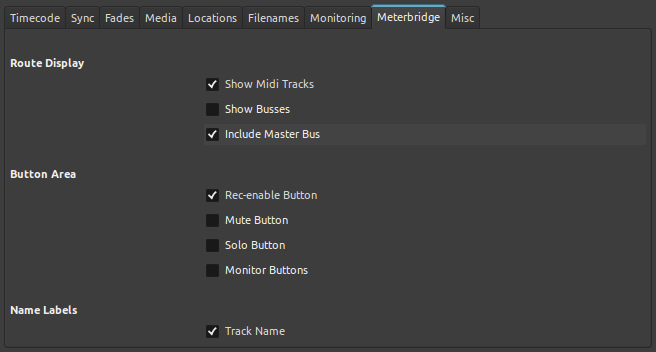 Timecode Sync Fades Media Locations Filenames Monitoring Meterbridge Misc
Route Display
Show Midi Tracks
Show Busses
Include Master Bus
Button Area
Rec-enable Button
Mute Button
Solo Button
Monitor Buttons
Name Labels
Track Name